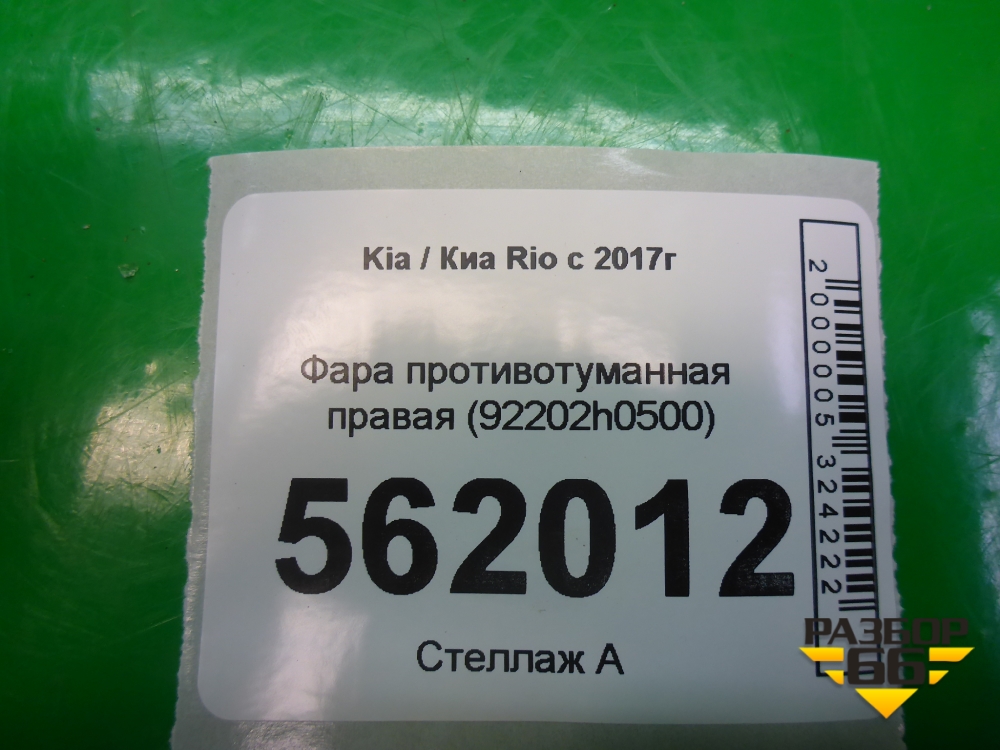 Kia / Киа Rio с 2017г
Фара противотуманная
правая (92202h0500)
562012
Стеллаж А
2000005324222
РАЗБОР
66